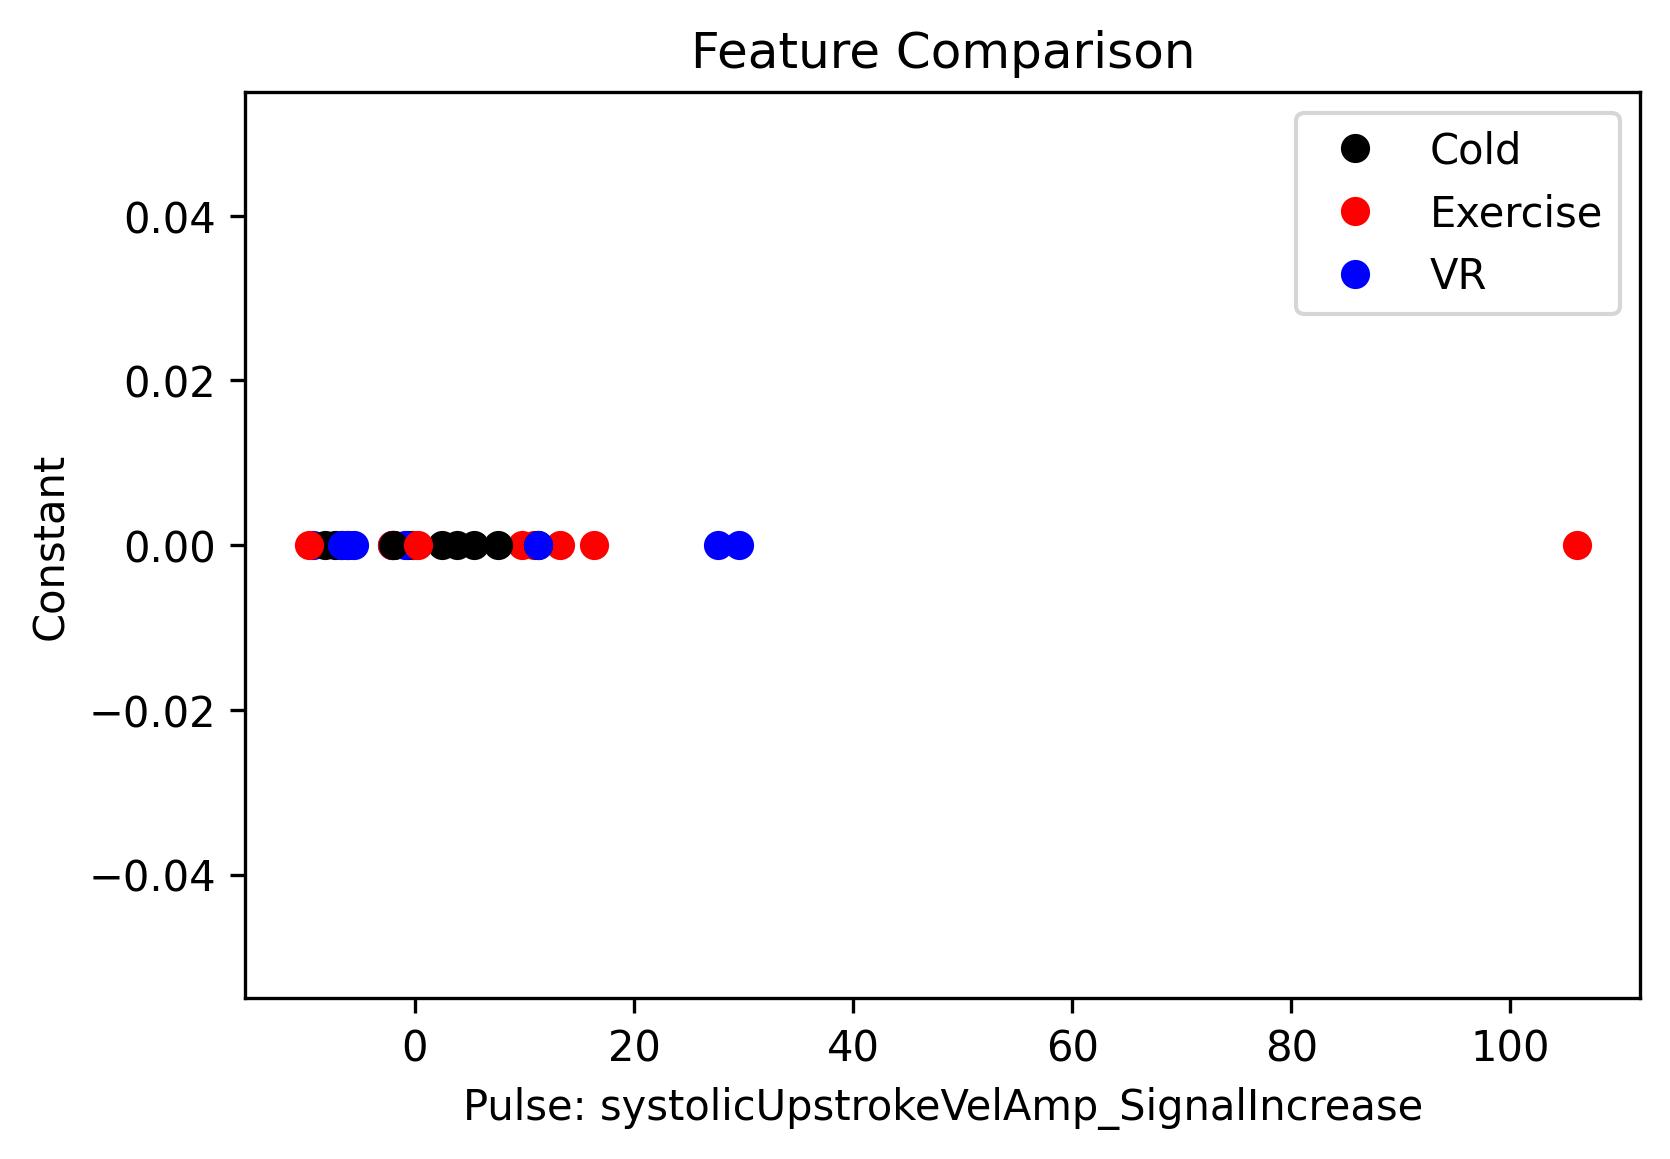 Feature Comparison
Cold
Exercise
VR
0.04
0.02
0.00
−0.02
−0.04
Constant
0 20 40 60 80 100
Pulse: systolicUpstrokeVelAmp_SignalIncrease